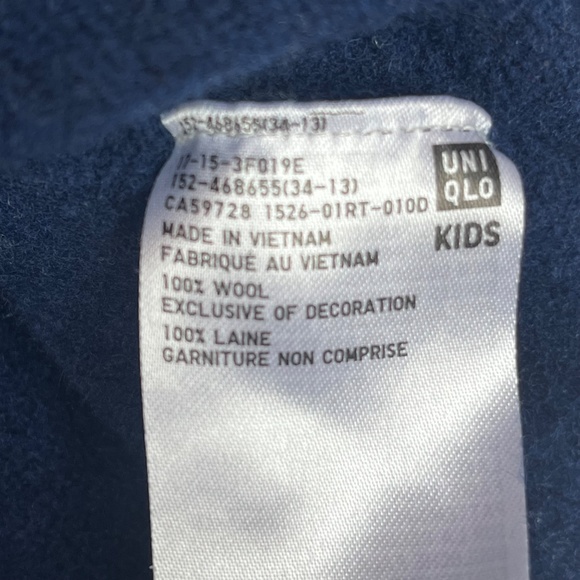 152-468655(34-13)
17-15-3F019E
152-468655(34-13)
CA59728 1526-01RT-010D
MADE IN VIETNAM
FABRIQUÉ AU VIETNAM
100% WOOL
EXCLUSIVE OF DECORATION
100% LAINE
GARNITURE NON COMPRISE
UNI
QLO
KIDS